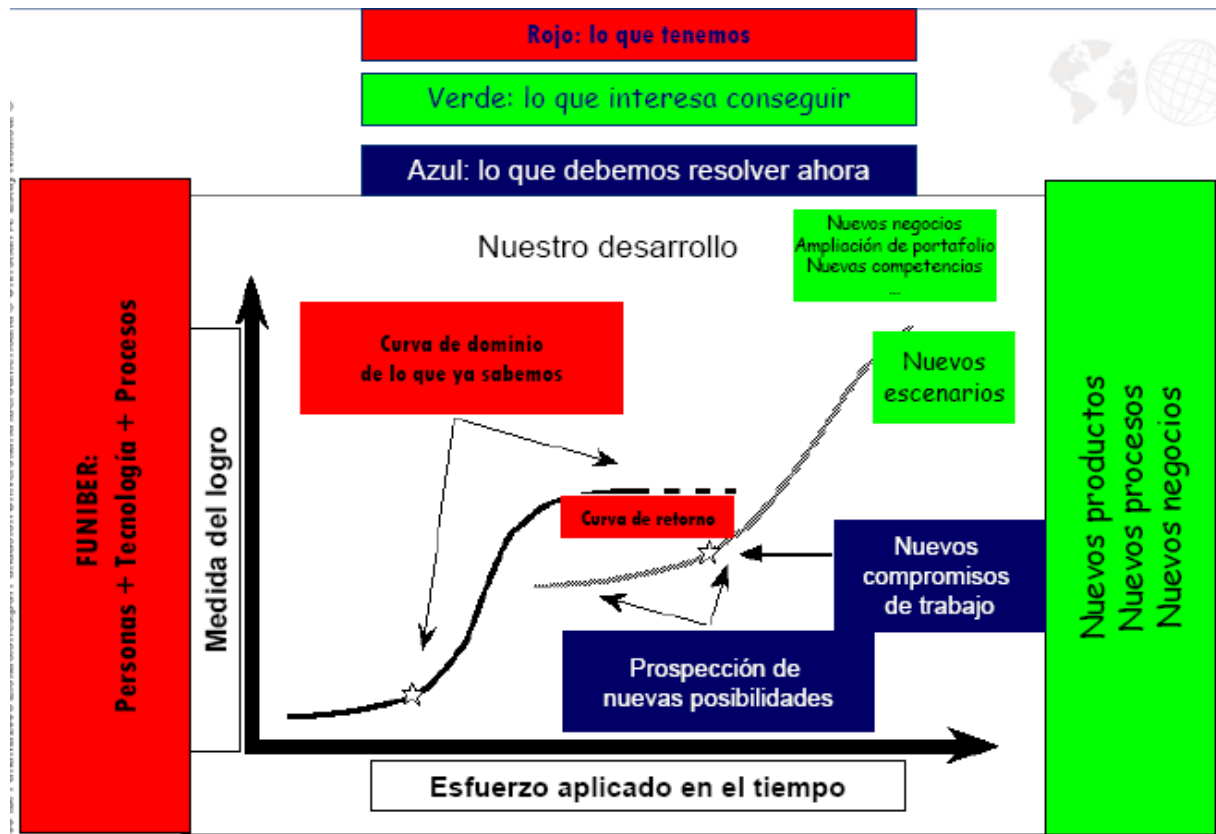 Rojo: lo que tenemos
Verde: lo que interesa conseguir
Azul: lo que debemos resolver ahora
Nuestro desarrollo
Nuevos negocios
Ampliación de portafolio
Nuevas competencias
...
Curva de dominio
de lo que ya sabemos
Nuevos
escenarios
Curva de retorno
Nuevos
compromisos
de trabajo
Prospección de
nuevas posibilidades
FUNIBER:
Personas + Tecnología + Procesos
Medida del logro
Esfuerzo aplicado en el tiempo
Nuevos productos
Nuevos procesos
Nuevos negocios